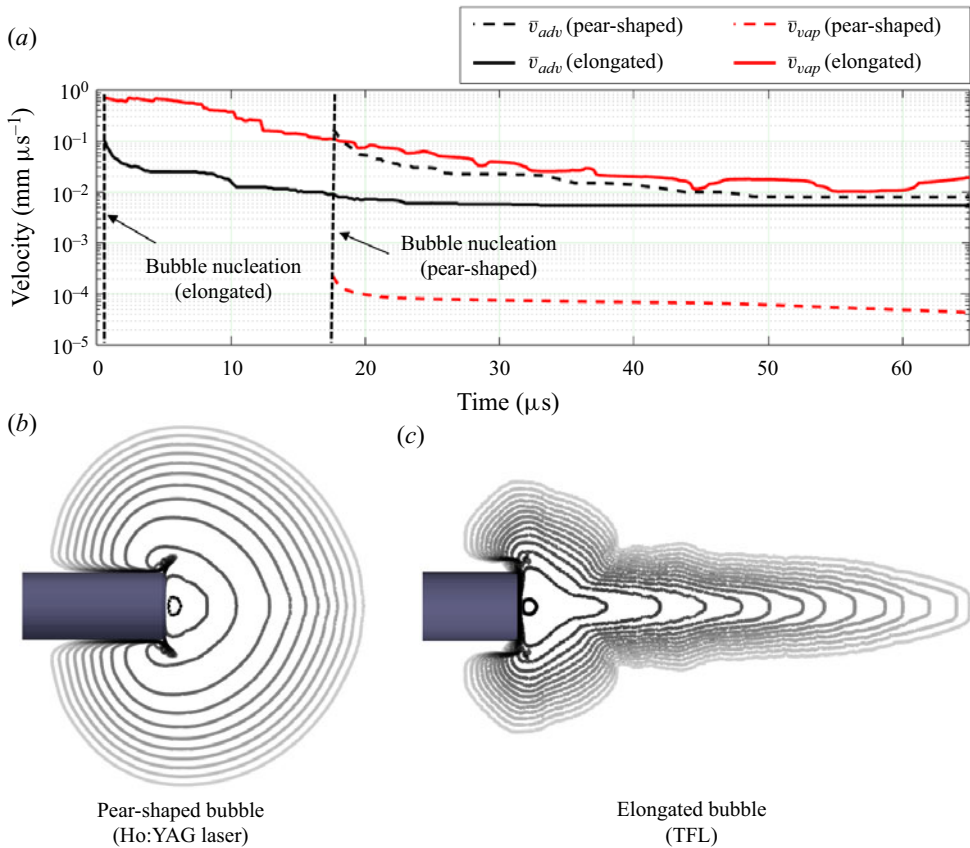 (a)
v̄adv (pear-shaped)
v̄vap (pear-shaped)
v̄adv (elongated)
v̄vap (elongated)
10⁰
10⁻¹
10⁻²
10⁻³
10⁻⁴
10⁻⁵
Velocity (mm μs⁻¹)
Bubble nucleation
(elongated)
Bubble nucleation
(pear-shaped)
0 10 20 30 40 50 60
Time (μs)
(b)
(c)
Pear-shaped bubble
(Ho:YAG laser)
Elongated bubble
(TFL)